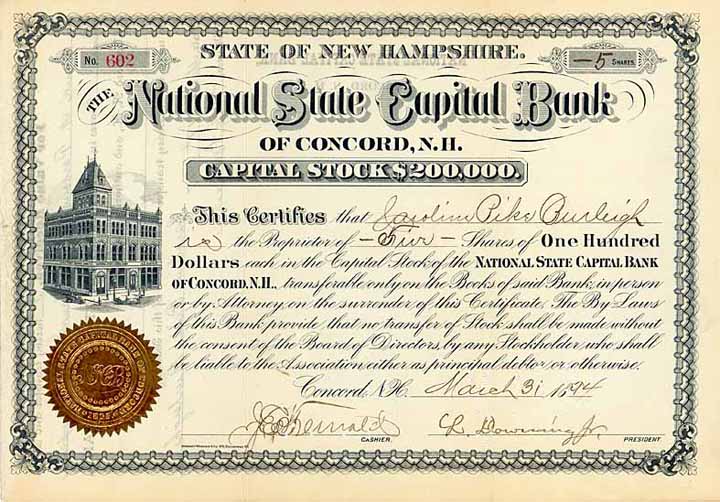 STATE OF NEW HAMPSHIRE.
No. 602
—5 SHARES
THE National State Capital Bank
OF CONCORD, N.H.
CAPITAL STOCK $200,000.
This Certifies that Caroline Pike Burleigh
is the Proprietor of —Five— Shares of One Hundred
Dollars each in the Capital Stock of the NATIONAL STATE CAPITAL BANK
OF CONCORD, N.H., transferable only on the Books of said Bank, in person
or by Attorney on the surrender of this Certificate. The By Laws
of this Bank provide that no transfer of Stock shall be made without
the consent of the Board of Directors, by any Stockholder who shall
be liable to the Association either as principal debtor or otherwise.
Concord, N.H. March 31 1894
J E Fernald
CASHIER.
L. Downing Jr.
PRESIDENT